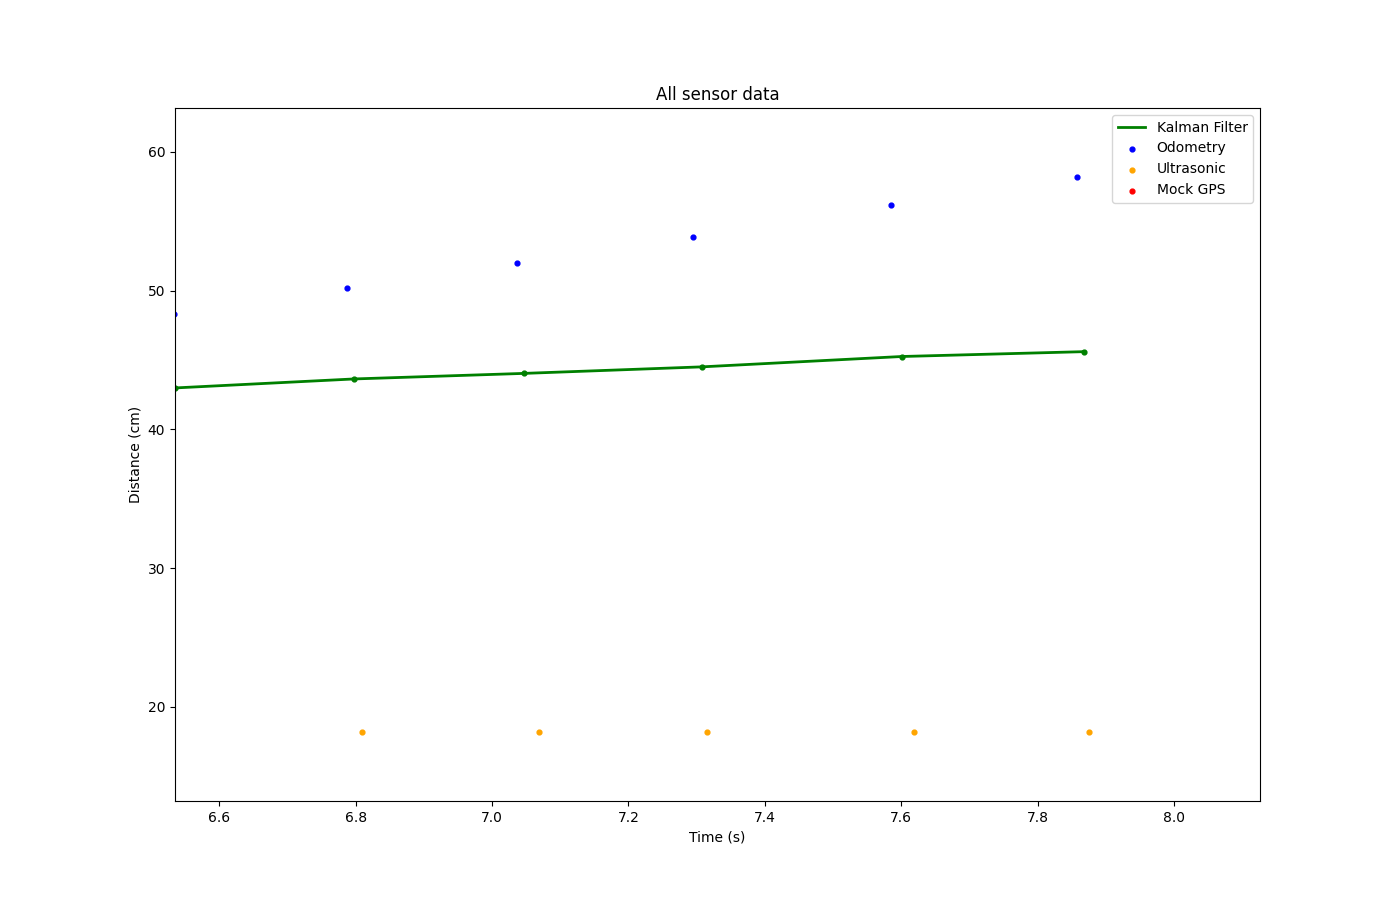 All sensor data
Kalman Filter
Odometry
Ultrasonic
Mock GPS
60
50
40
30
20
Distance (cm)
6.6 6.8 7.0 7.2 7.4 7.6 7.8 8.0
Time (s)